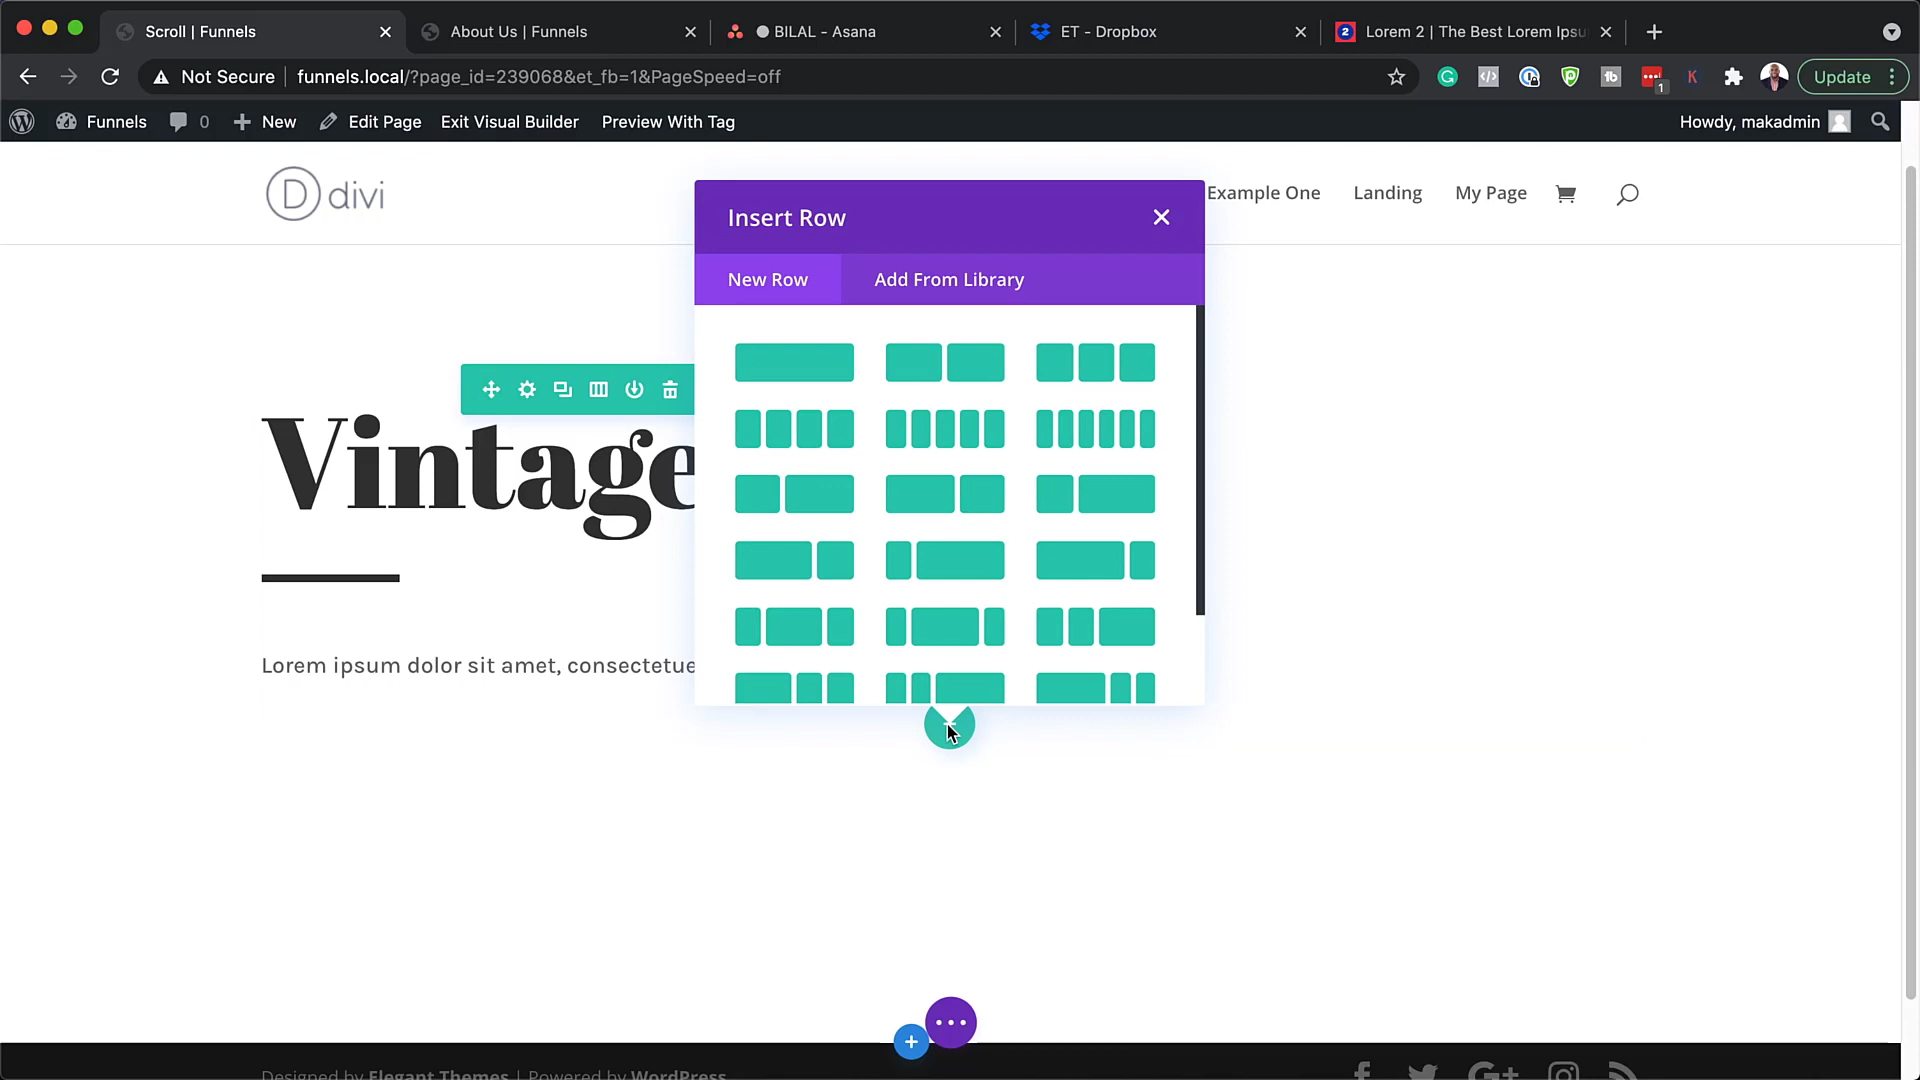 Scroll | Funnels
About Us | Funnels
BILAL - Asana
ET - Dropbox
Lorem 2 | The Best Lorem Ipsu
Not Secure
funnels.local/?page_id=239068&et_fb=1&PageSpeed=off
1
K
Update
Funnels
0
New
Edit Page
Exit Visual Builder
Preview With Tag
Howdy, makadmin
D divi
Example One
Landing
My Page
Insert Row
New Row
Add From Library
Vintage
Lorem ipsum dolor sit amet, consectetue
Designed by Elegant Themes | Powered by WordPress